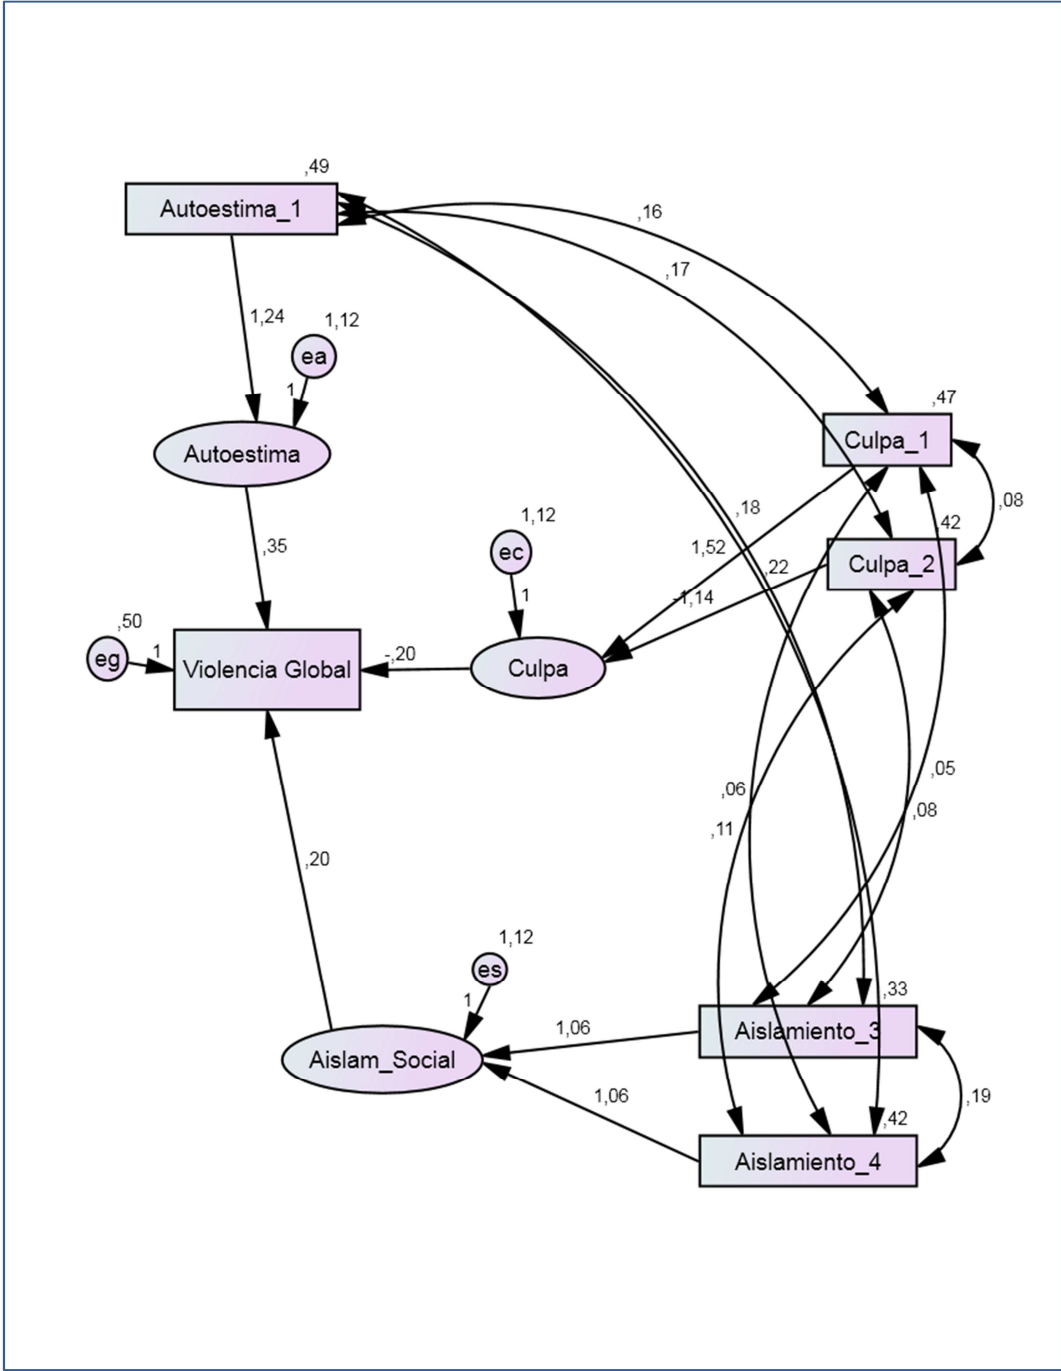 ,49
Autoestima_1
,16
,17
1,24
1,12
ea
1
,47
Autoestima
Culpa_1
,08
,18
,42
1,12
ec
,35
1,52
1
,22
Culpa_2
-1,14
,50
eg
1
Violencia Global
-,20
Culpa
,05
,06
,08
,11
,20
1,12
es
1
,33
1,06
Aislamiento_3
Aislam_Social
1,06
,19
,42
Aislamiento_4